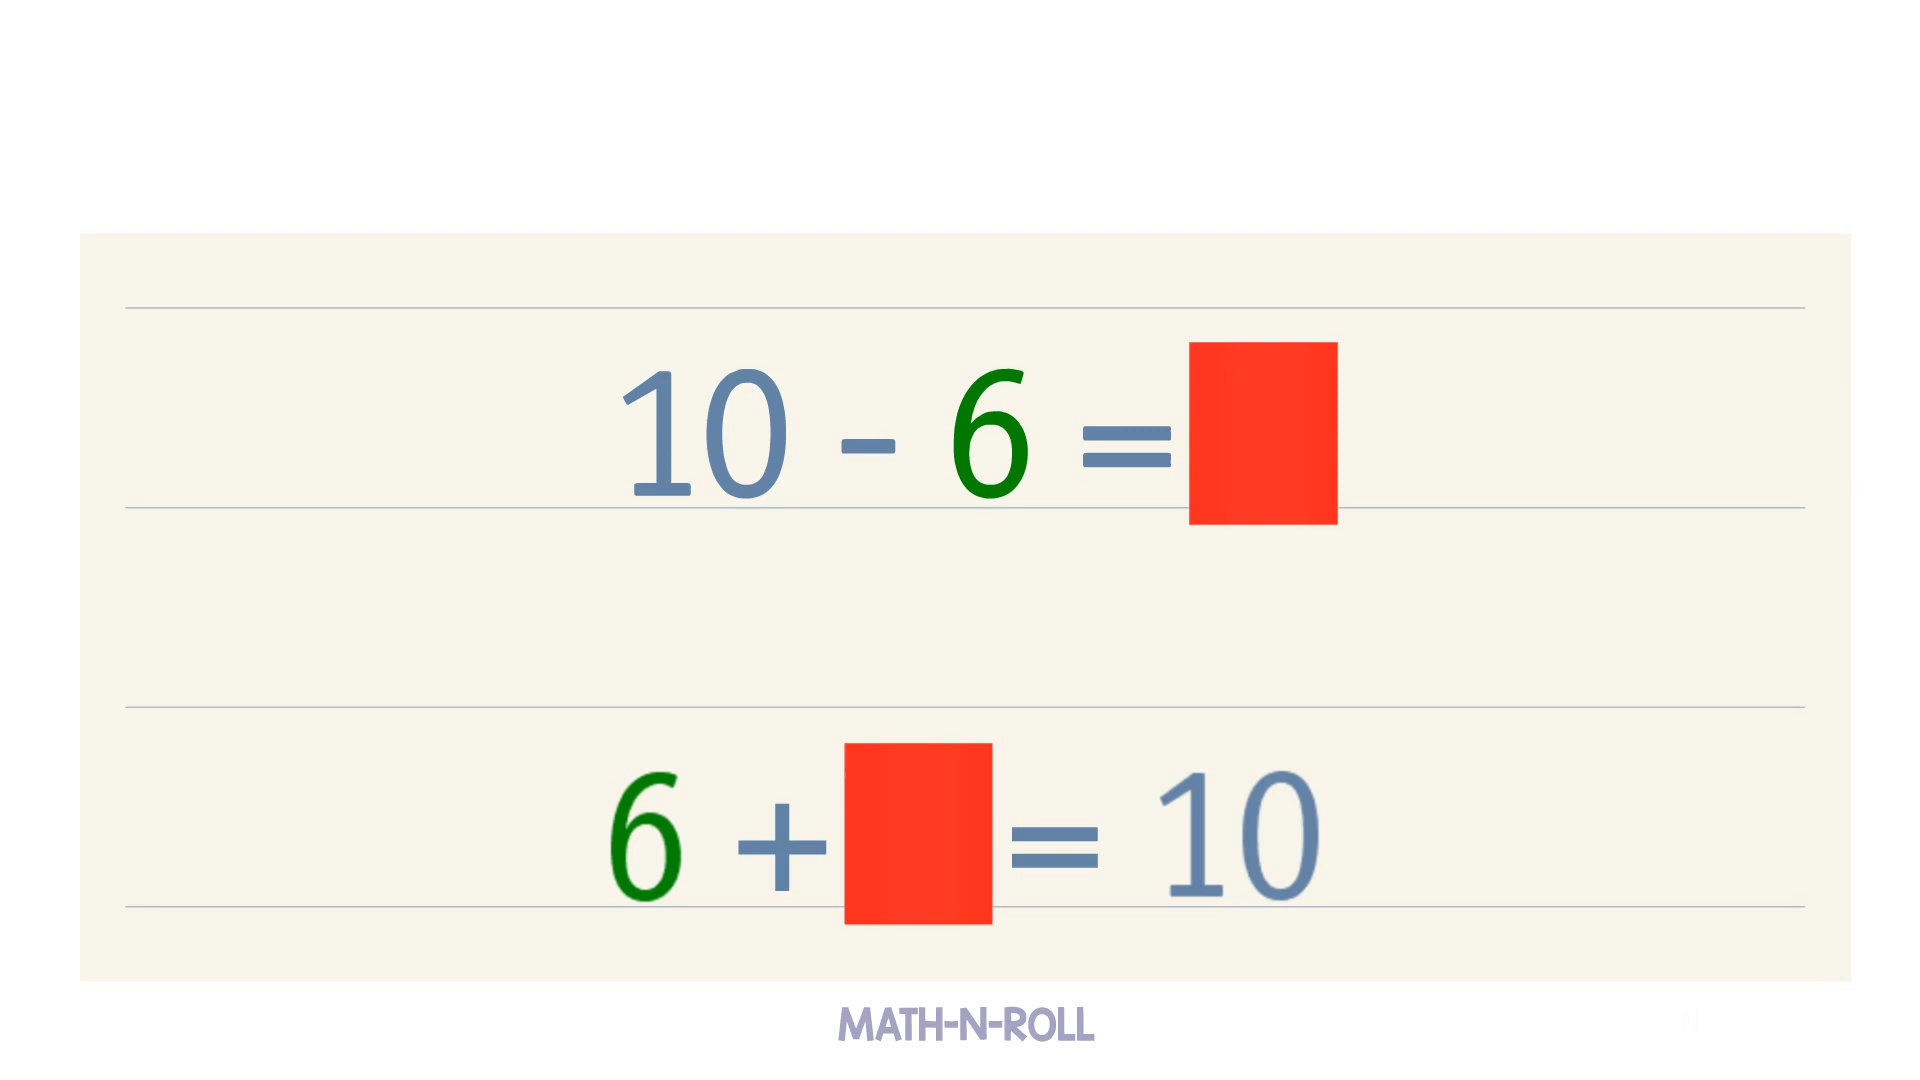 10 - 6 =
6 + = 10
MATH-N-ROLL